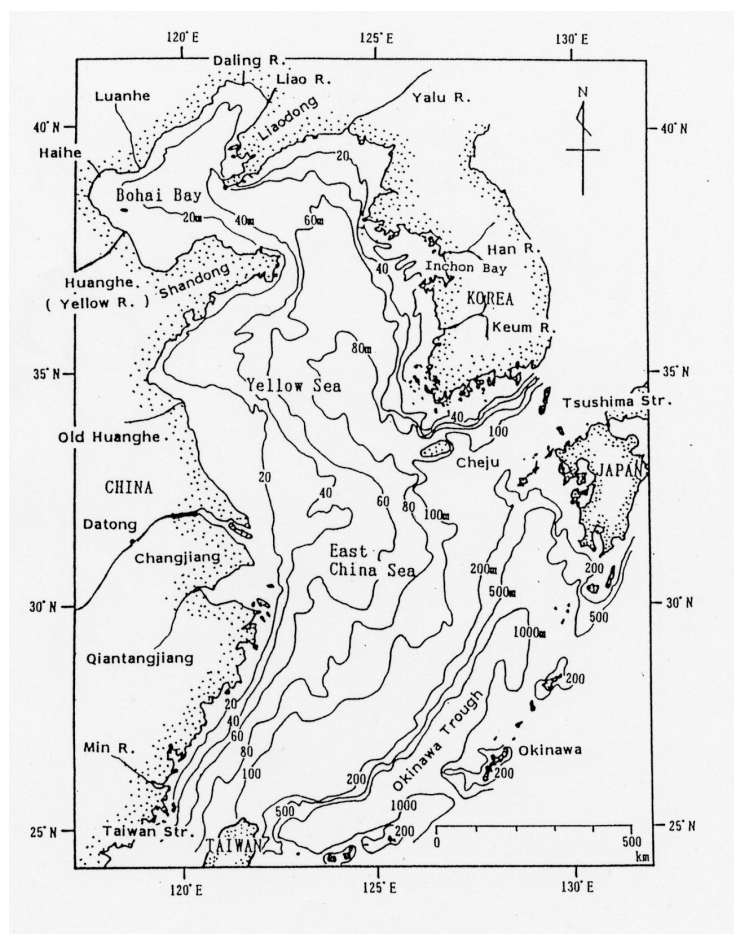 120°E
125°E
130°E
Daling R.
Liao R.
Luanhe
Liaodong
Yalu R.
N
40°N
40°N
Haihe
20
Bohai Bay
20m
40m
60m
Han R.
Inchon Bay
40
Huanghe.
( Yellow R. )
Shandong
KOREA
Keum R.
80m
35°N
35°N
Yellow Sea
Tsushima Str.
40
100
Old Huanghe.
Cheju
JAPAN
CHINA
20
40
60
80
100m
Datong
Changjiang
East
China Sea
200m
500m
200
500
30°N
30°N
1000m
Qiantangjiang
200
20
40
60
80
100
Okinawa Trough
Min R.
Okinawa
200
200
500
1000
200
Taiwan Str.
25°N
25°N
TAIWAN
0
500
km
120°E
125°E
130°E